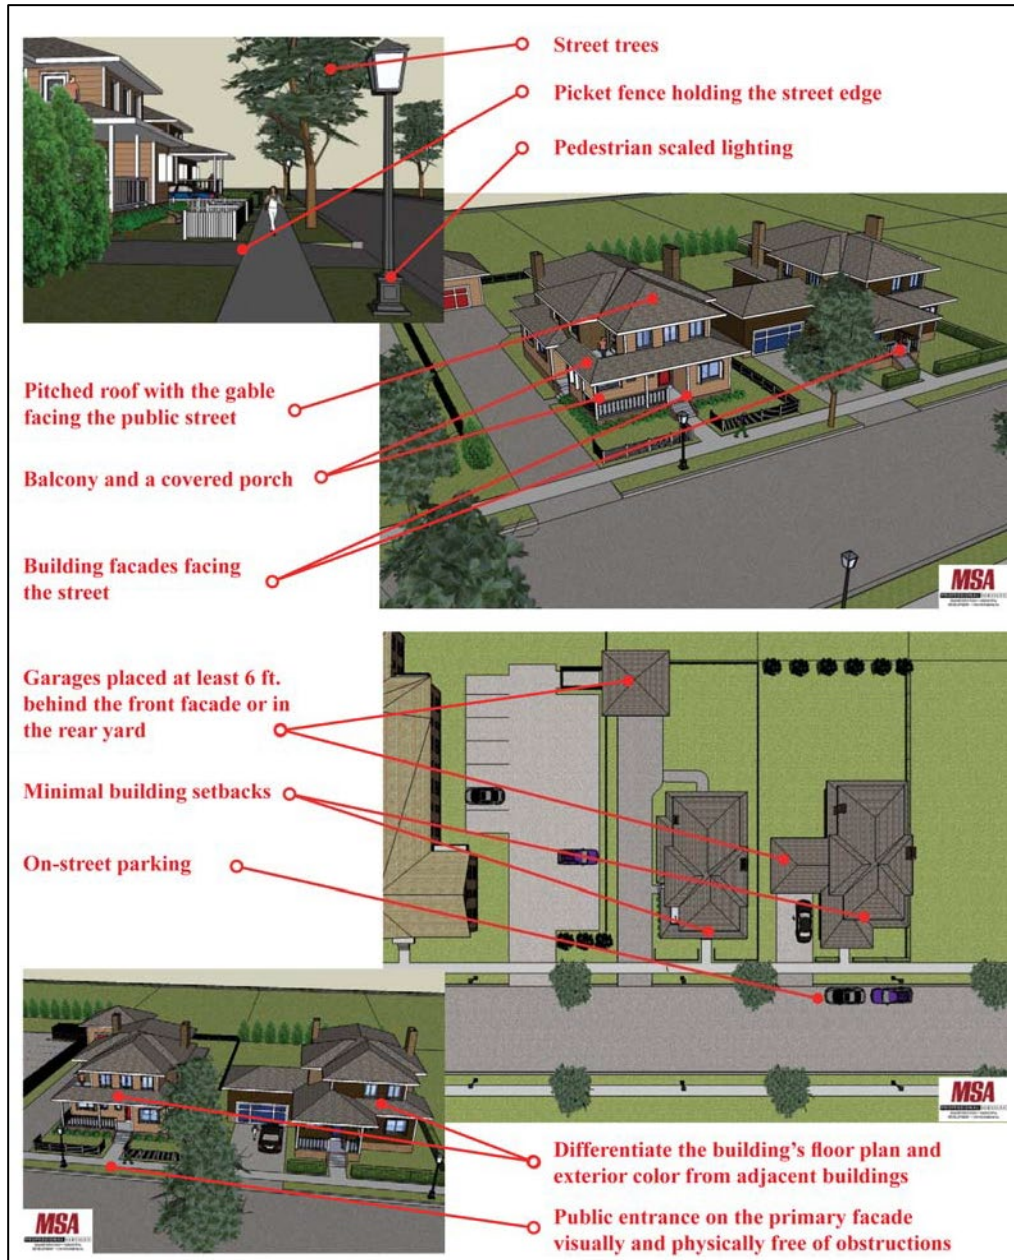 Street trees
Picket fence holding the street edge
Pedestrian scaled lighting
Pitched roof with the gable
facing the public street
Balcony and a covered porch
Building facades facing
the street
MSA
Garages placed at least 6 ft.
behind the front facade or in
the rear yard
Minimal building setbacks
On-street parking
MSA
Differentiate the building's floor plan and
exterior color from adjacent buildings
Public entrance on the primary facade
visually and physically free of obstructions
MSA